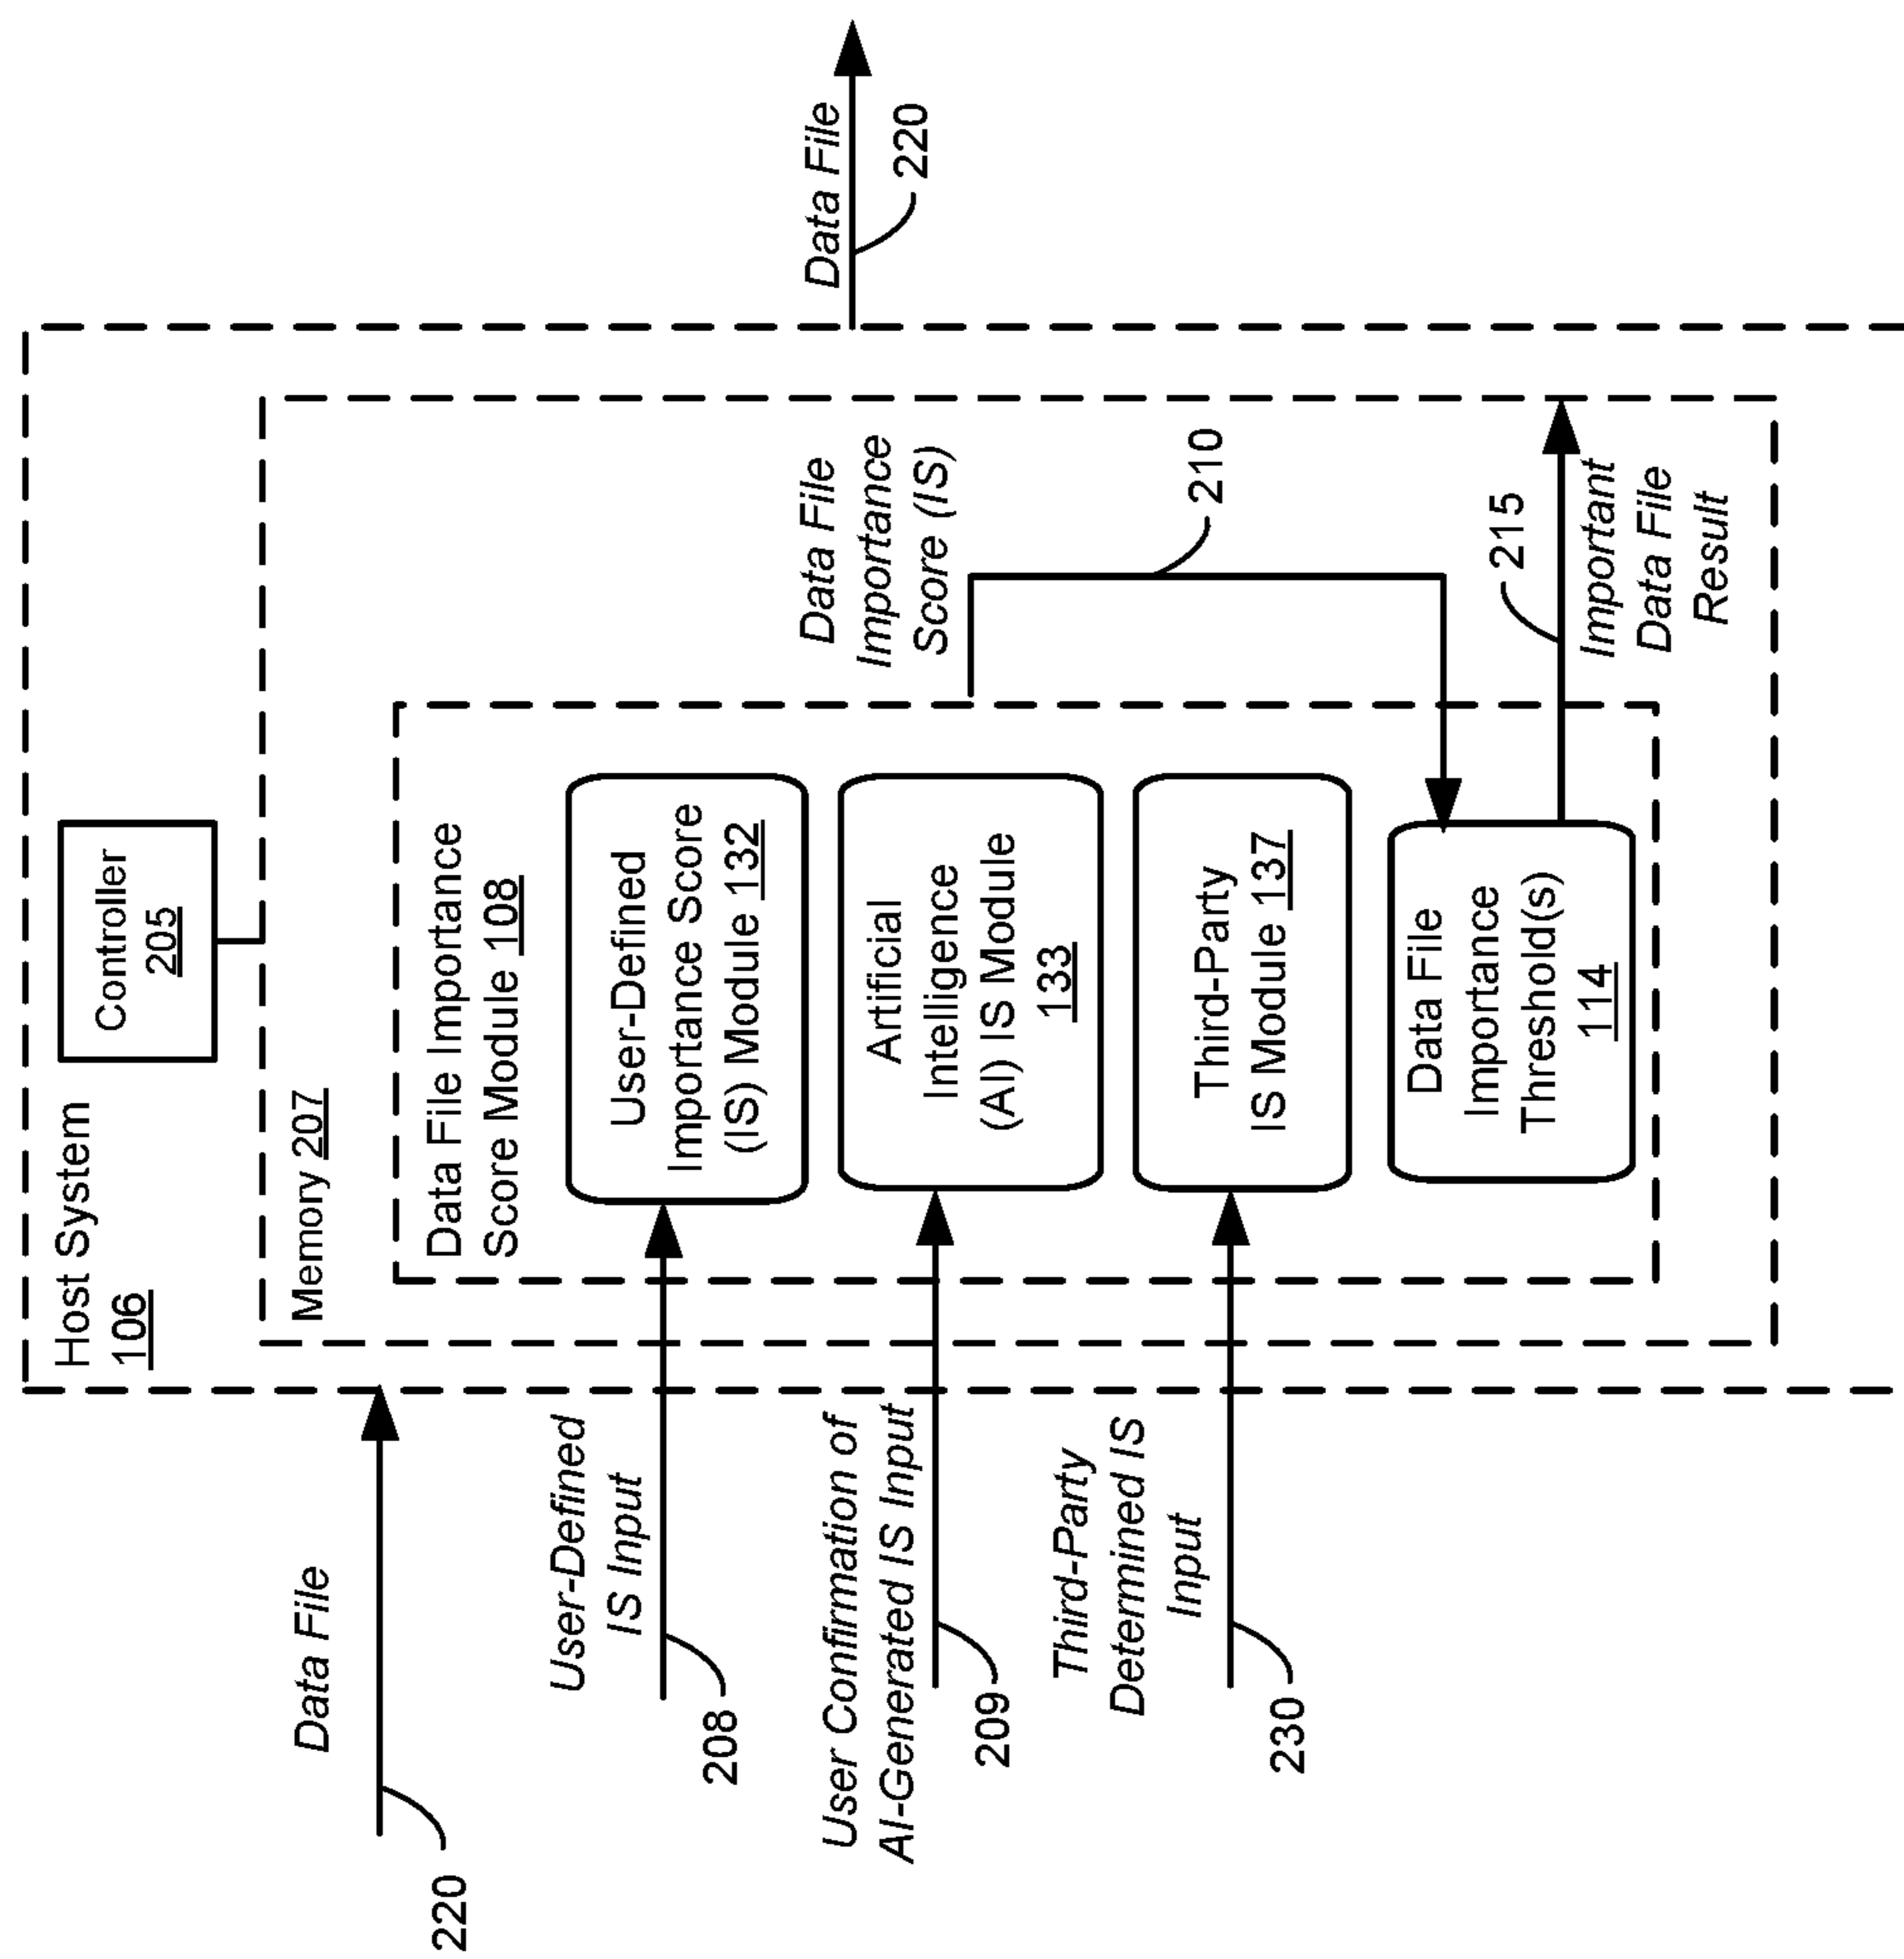 Host System
106
Controller
205
Memory 207
Data File
220
Data File Importance
Score Module 108
User-Defined
IS Input
208
User-Defined
Importance Score
(IS) Module 132
User Confirmation of
AI-Generated IS Input
209
Artificial
Intelligence
(AI) IS Module
133
Third-Party
Determined IS
Input
230
Third-Party
IS Module 137
Data File
Importance
Threshold(s)
114
Data File
Importance
Score (IS)
210
215
Important
Data File
Result
Data File
220